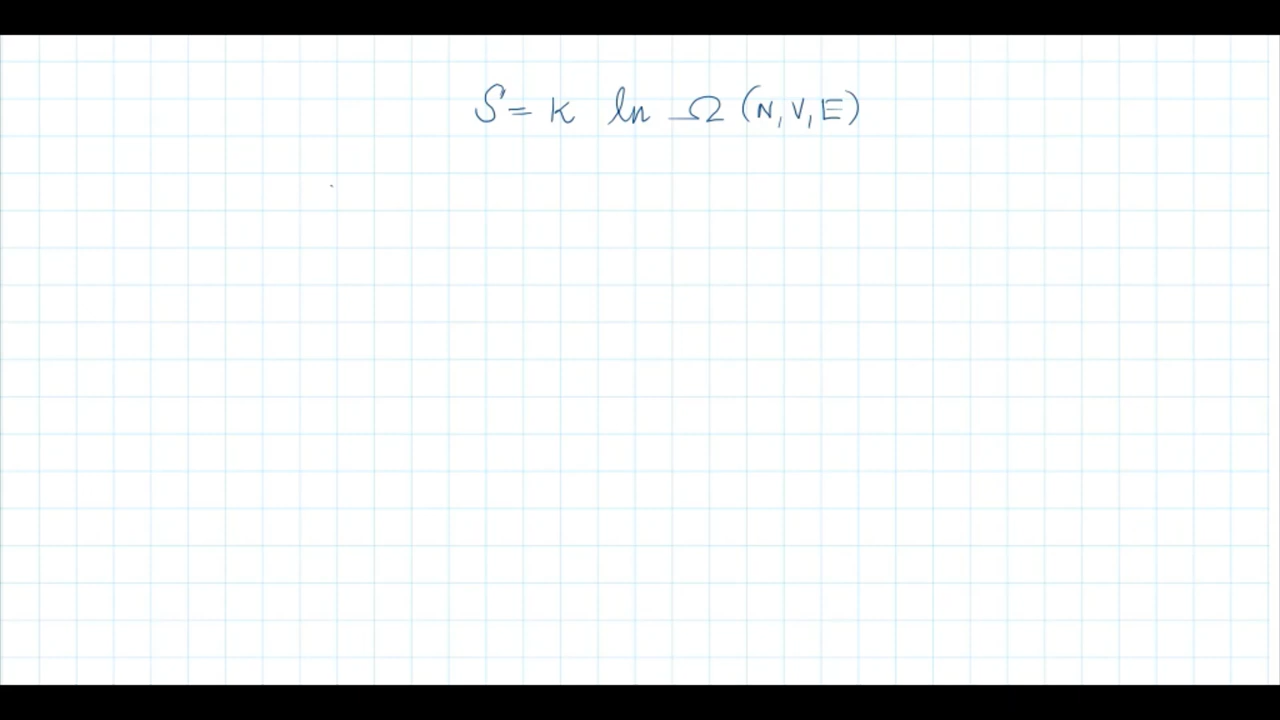 S = k ln Ω (N, V, E)